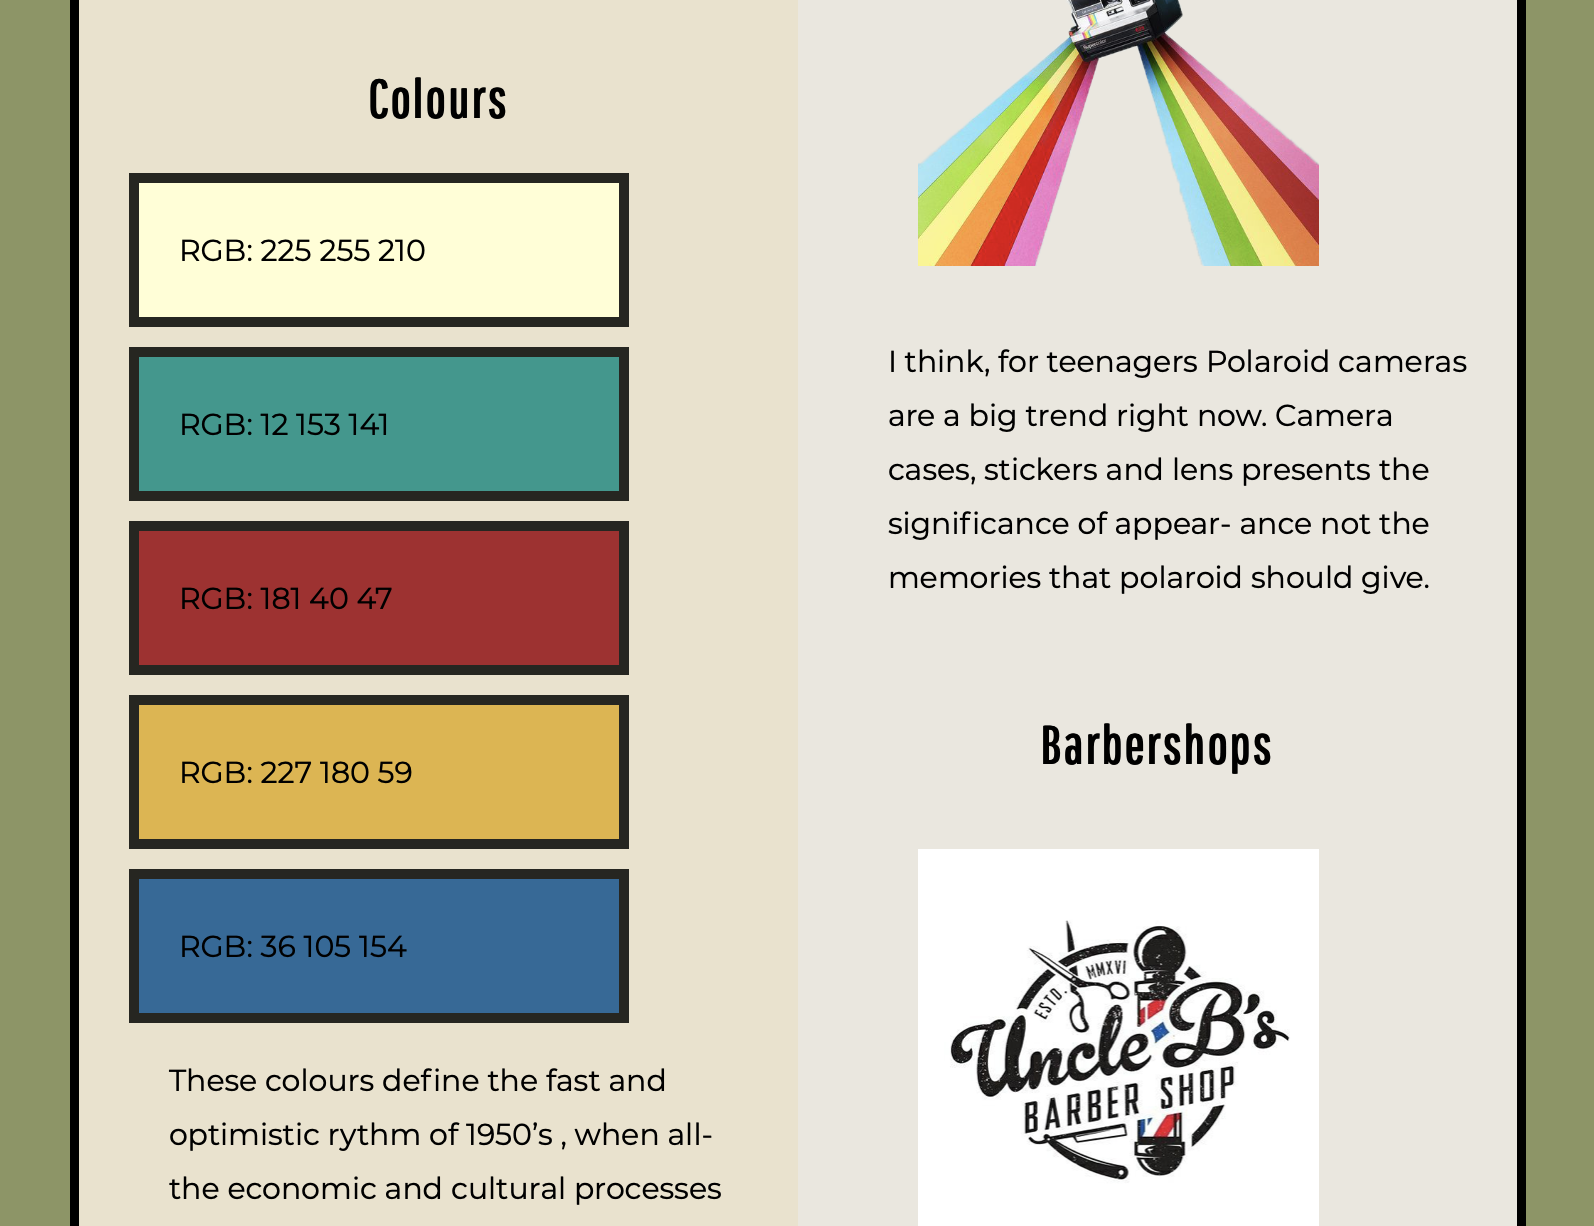 Colours
RGB: 225 255 210
RGB: 12 153 141
RGB: 181 40 47
RGB: 227 180 59
RGB: 36 105 154
These colours define the fast and
optimistic rythm of 1950’s , when all-
the economic and cultural processes
I think, for teenagers Polaroid cameras
are a big trend right now. Camera
cases, stickers and lens presents the
significance of appear- ance not the
memories that polaroid should give.
Barbershops
ESTD. MMXVI
Uncle B’s
BARBER SHOP